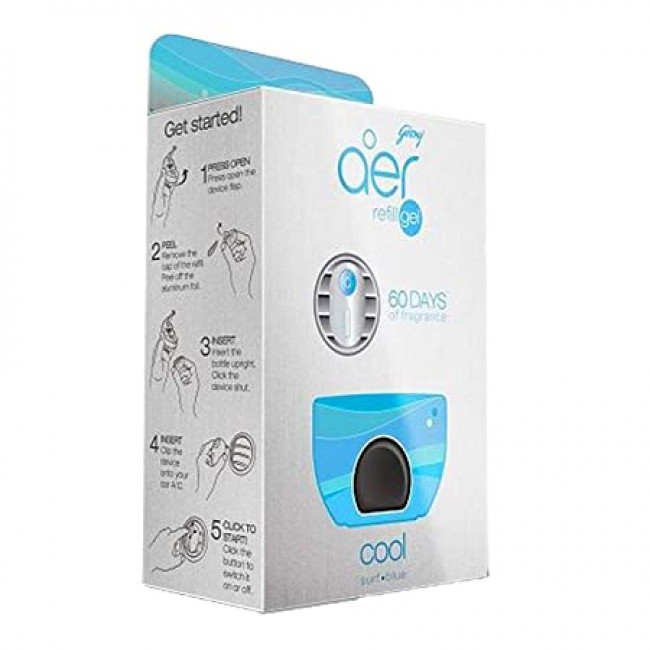 Get started!
1 PRESS OPEN
Press open the
device flap.
2 PEEL
Remove the
cap of the refill.
Peel off the
aluminum foil.
3 INSERT
Insert the
bottle upright.
Click the
device shut.
4 INSERT
Clip the
device
onto your
car A/C.
5 CLICK TO
START!
Click the
button to
switch it
on or off.
Godrej
aer
refill gel
60 DAYS
of fragrance
cool
surf•blue